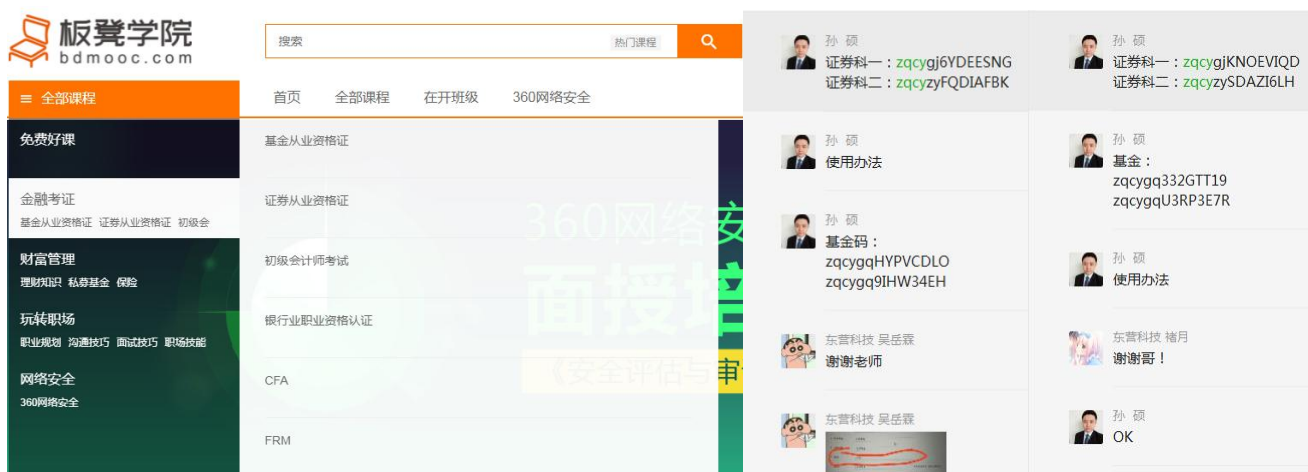 板凳学院
bdmooc.com
搜索
热门课程
全部课程
首页
全部课程
在开班级
360网络安全
免费好课
金融考证
基金从业资格证 证券从业资格证 初级会
财富管理
理财知识 私募基金 保险
玩转职场
职业规划 沟通技巧 面试技巧 职场技能
网络安全
360网络安全
基金从业资格证
证券从业资格证
初级会计师考试
银行业职业资格认证
CFA
FRM
360网络安
面授培
《安全评估与审
孙 硕
证券科一：zqcygj6YDEESNG
证券科二：zqcyzyFQDIAFBK
孙 硕
使用办法
孙 硕
基金码：
zqcygqHYPVCDLO
zqcygq9IHW34EH
东营科技 吴岳霖
谢谢老师
东营科技 吴岳霖
孙 硕
证券科一：zqcygjKNOEVIQD
证券科二：zqcyzySDAZI6LH
孙 硕
基金：
zqcygq332GTT19
zqcygqU3RP3E7R
孙 硕
使用办法
东营科技 褚月
谢谢哥！
孙 硕
OK